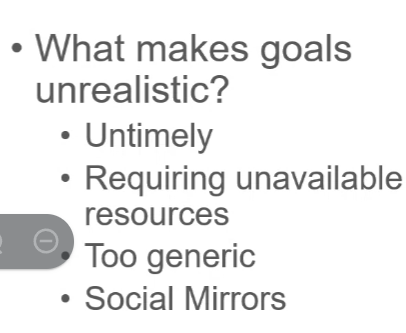 • What makes goals
unrealistic?
• Untimely
• Requiring unavailable
resources
• Too generic
• Social Mirrors